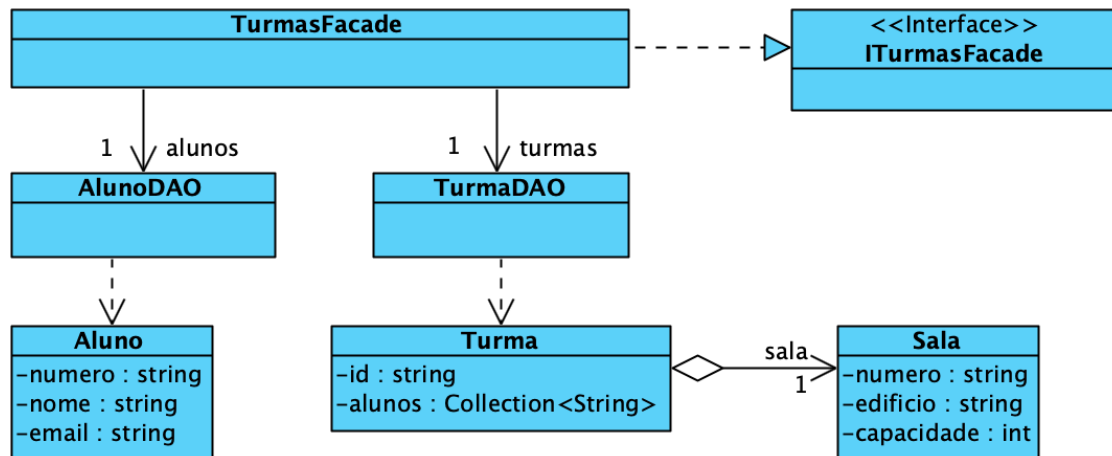 TurmasFacade
<<Interface>>
ITurmasFacade
1 alunos
1 turmas
AlunoDAO
TurmaDAO
Aluno
-numero : string
-nome : string
-email : string
Turma
-id : string
-alunos : Collection<String>
sala
1
Sala
-numero : string
-edificio : string
-capacidade : int